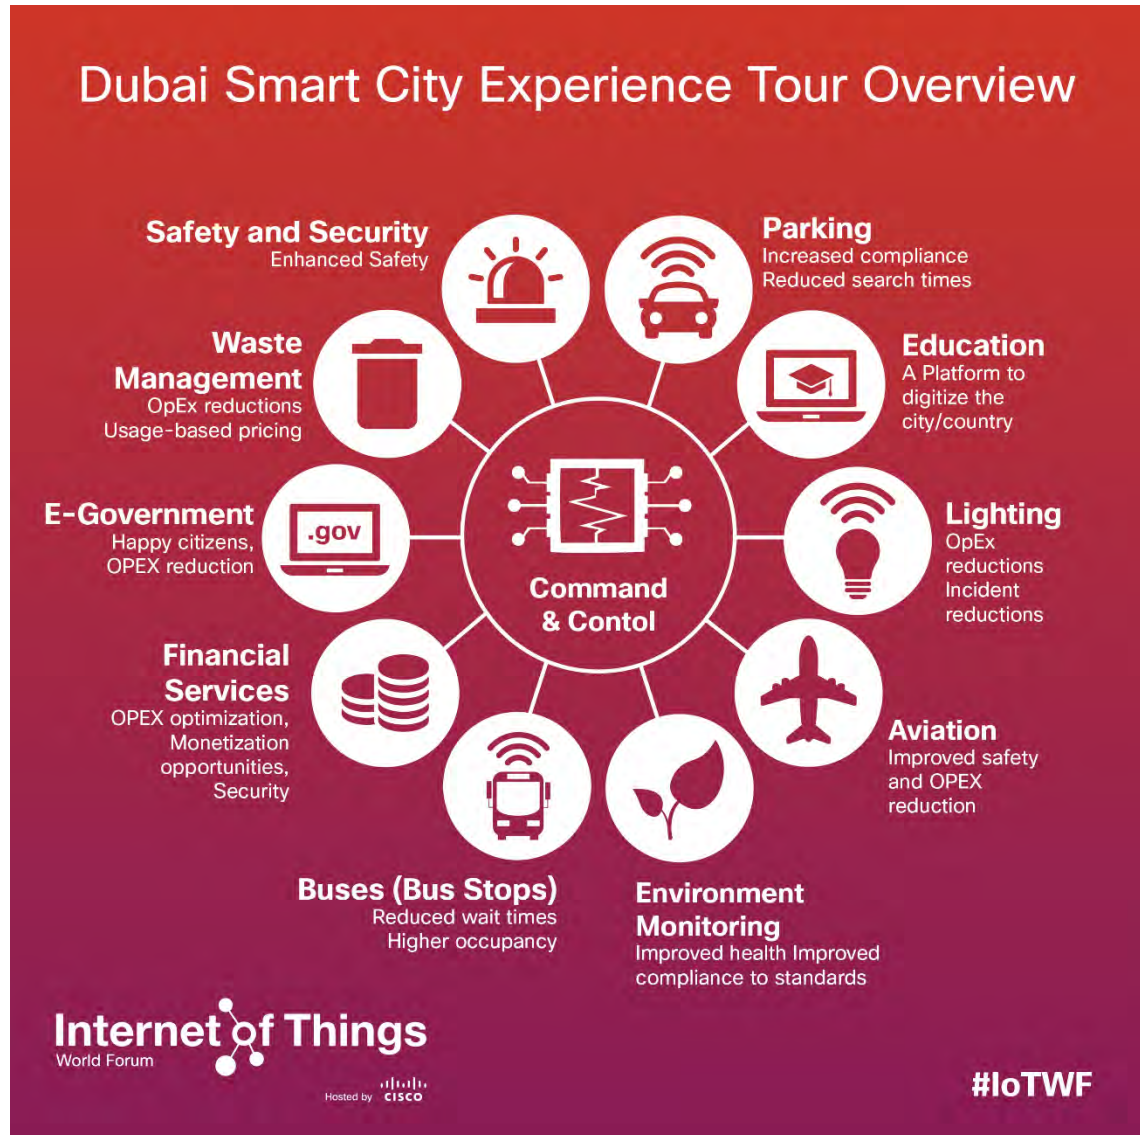 Dubai Smart City Experience Tour Overview
Safety and Security
Enhanced Safety
Parking
Increased compliance
Reduced search times
Waste
Management
OpEx reductions
Usage-based pricing
Education
A Platform to
digitize the
city/country
E-Government
Happy citizens,
OPEX reduction
.gov
Command
& Contol
Lighting
OpEx
reductions
Incident
reductions
Financial
Services
OPEX optimization,
Monetization
opportunities,
Security
Aviation
Improved safety
and OPEX
reduction
Buses (Bus Stops)
Reduced wait times
Higher occupancy
Environment
Monitoring
Improved health Improved
compliance to standards
Internet of Things
World Forum
Hosted by CISCO
#IoTWF